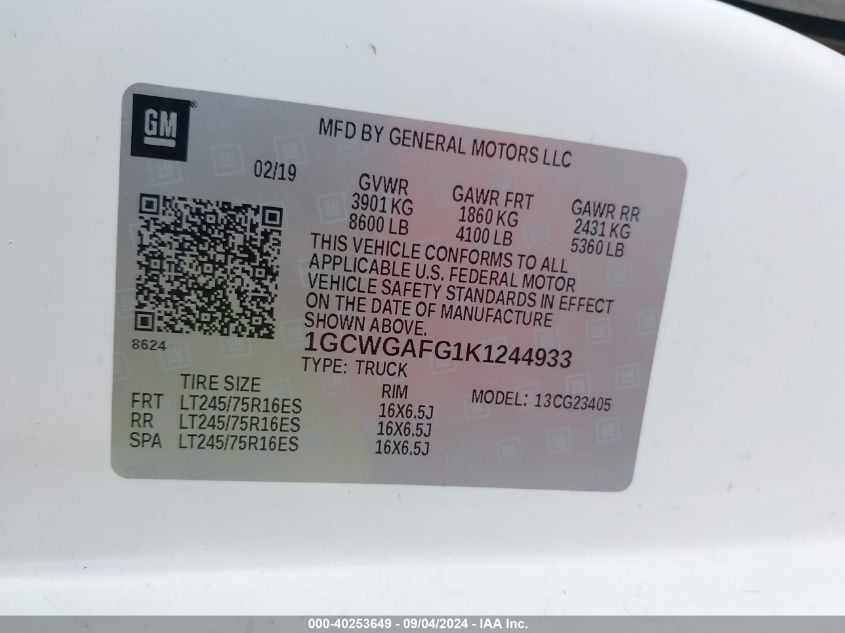 GM
MFD BY GENERAL MOTORS LLC
02/19
GVWR GAWR FRT GAWR RR
3901 KG 1860 KG 2431 KG
8600 LB 4100 LB 5360 LB
THIS VEHICLE CONFORMS TO ALL
APPLICABLE U.S. FEDERAL MOTOR
VEHICLE SAFETY STANDARDS IN EFFECT
ON THE DATE OF MANUFACTURE
SHOWN ABOVE.
8624
1GCWGAFG1K1244933
TYPE: TRUCK
TIRE SIZE RIM MODEL: 13CG23405
FRT LT245/75R16ES 16X6.5J
RR LT245/75R16ES 16X6.5J
SPA LT245/75R16ES 16X6.5J
000-40253649 - 09/04/2024 - IAA Inc.